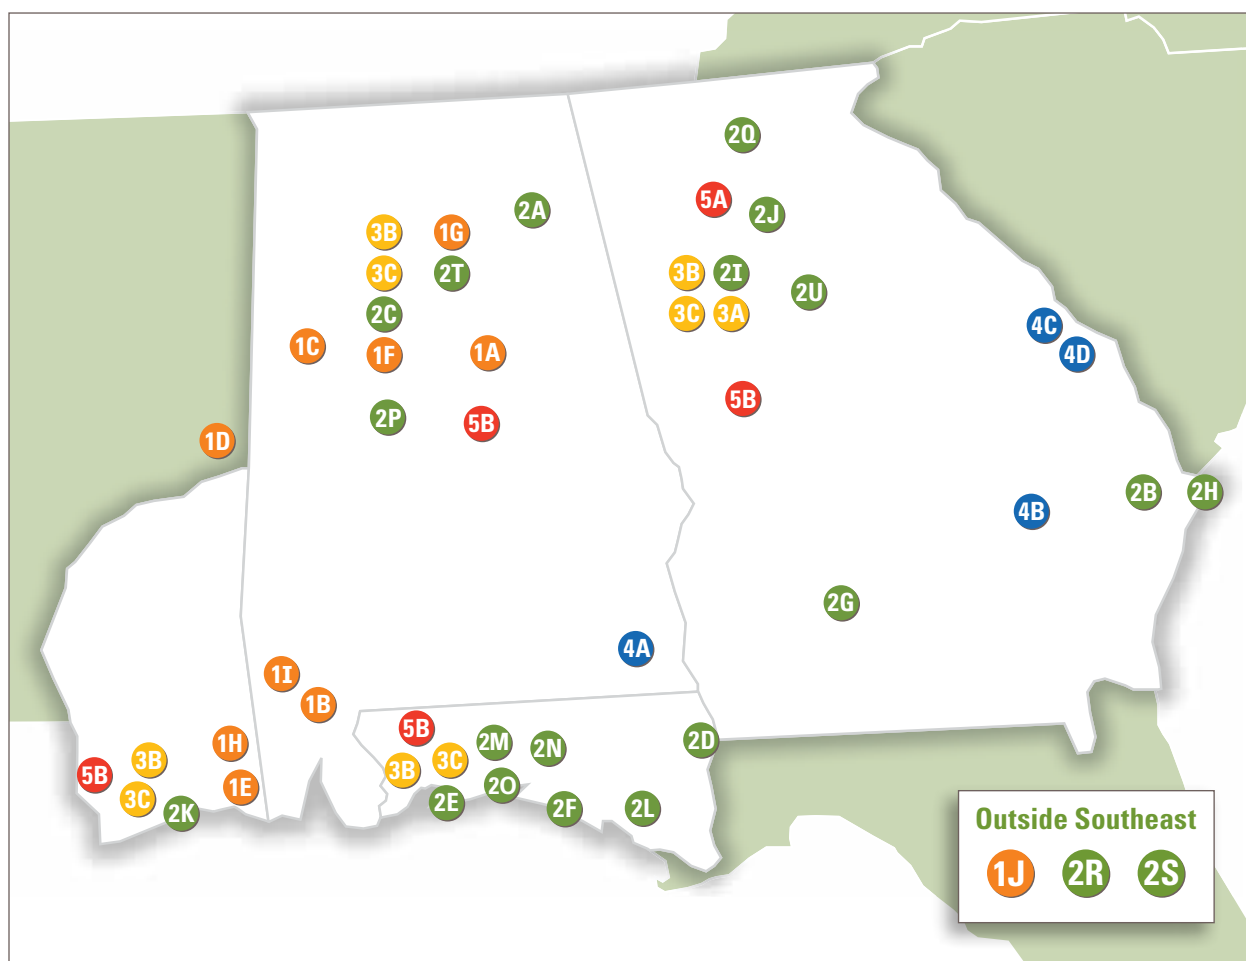 2Q
5A
2J
2A
3B
1G
3C
2T
3B
2I
2U
2C
3C
3A
1C
1F
1A
4C
4D
2P
5B
5B
1D
2B
2H
4B
2G
4A
1I
1B
5B
2M
2N
2D
1H
3B
5B
3C
1E
2K
3B
3C
2E
2O
2F
2L
Outside Southeast
1J 2R 2S